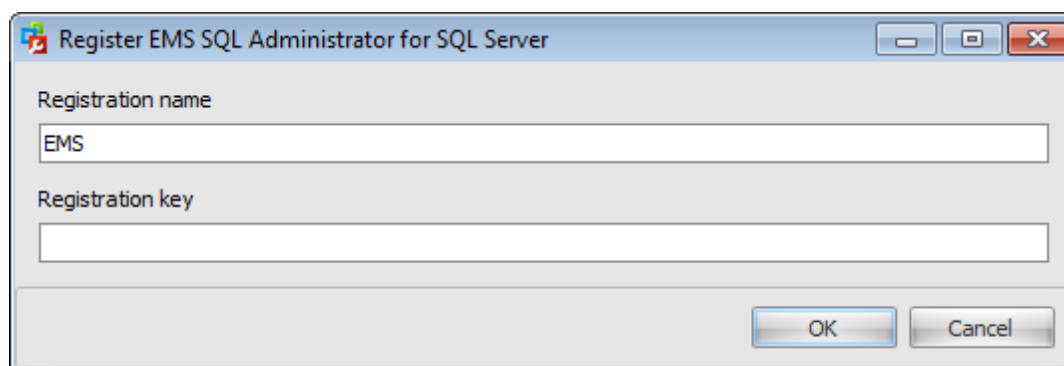 Register EMS SQL Administrator for SQL Server
Registration name
EMS
Registration key
OK Cancel